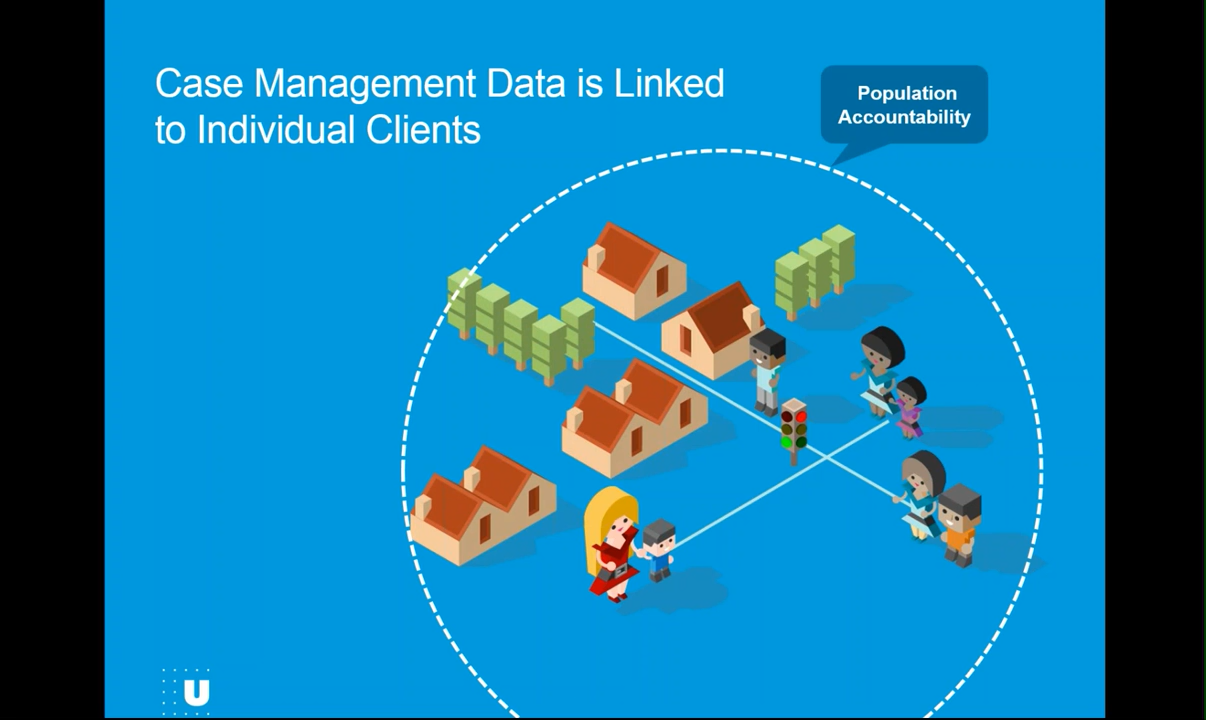 Case Management Data is Linked
to Individual Clients
Population
Accountability
U